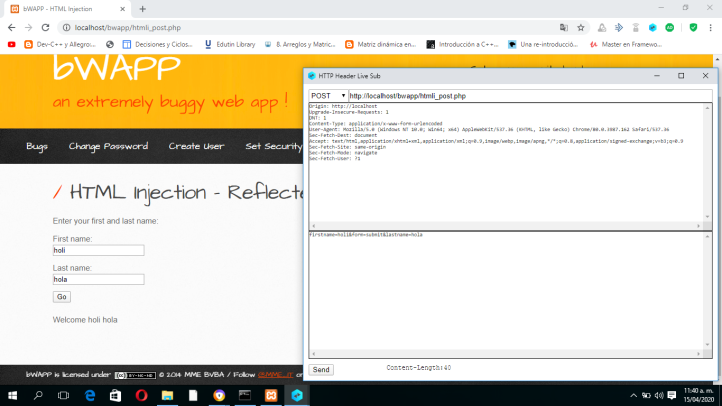 bWAPP - HTML Injection
localhost/bwapp/htmli_post.php
Dev-C++ y Allegro...
Decisiones y Ciclos...
Edutin Library
8. Arreglos y Matric...
Matriz dinámica en...
Introducción a C++...
Una re-introducció...
Master en Framewo...
bWAPP
an extremely buggy web app !
Bugs
Change Password
Create User
Set Security
/ HTML Injection - Reflecte
Enter your first and last name:
First name:
holi
Last name:
hola
Go
Welcome holi hola
bWAPP is licensed under
BY-NC-ND
© 2014 MME BVBA / Follow @MME_IT on
HTTP Header Live Sub
POST
http://localhost/bwapp/htmli_post.php
Origin: http://localhost
Upgrade-Insecure-Requests: 1
DNT: 1
Content-Type: application/x-www-form-urlencoded
User-Agent: Mozilla/5.0 (Windows NT 10.0; Win64; x64) AppleWebKit/537.36 (KHTML, like Gecko) Chrome/80.0.3987.162 Safari/537.36
Sec-Fetch-Dest: document
Accept: text/html,application/xhtml+xml,application/xml;q=0.9,image/webp,image/apng,*/*;q=0.8,application/signed-exchange;v=b3;q=0.9
Sec-Fetch-Site: same-origin
Sec-Fetch-Mode: navigate
Sec-Fetch-User: ?1
firstname=holi&form=submit&lastname=hola
Send
Content-Length:40
11:40 a. m.
15/04/2020